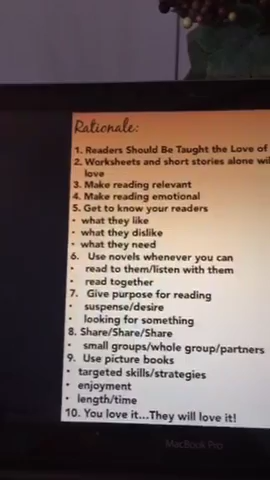 Rationale:
1. Readers Should Be Taught the Love of
2. Worksheets and short stories alone
love
3. Make reading relevant
4. Make reading emotional
5. Get to know your readers
• what they like
• what they dislike
• what they need
6. Use novels whenever you can
• read to them/listen with them
• read together
7. Give purpose for reading
• suspense/desire
• looking for something
8. Share/Share/Share
• small groups/whole group/partners
9. Use picture books
• targeted skills/strategies
• enjoyment
• length/time
10. You love it...They will love it!
MacBook Pro